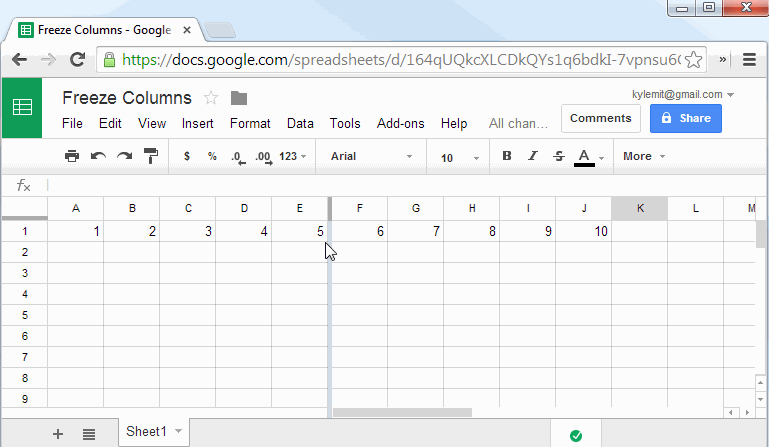 Freeze Columns - Google
https://docs.google.com/spreadsheets/d/164qUQkcXLCDkQYs1q6bdkI-7vpnsu6
»
Freeze Columns
kylemit@gmail.com
File Edit View Insert Format Data Tools Add-ons Help All chan...
Comments
Share
$ % .0 .00 123 Arial 10 B I S A More
fx
A B C D E F G H I J K L M
1 1 2 3 4 5 6 7 8 9 10
2
3
4
5
6
7
8
9
+ Sheet1